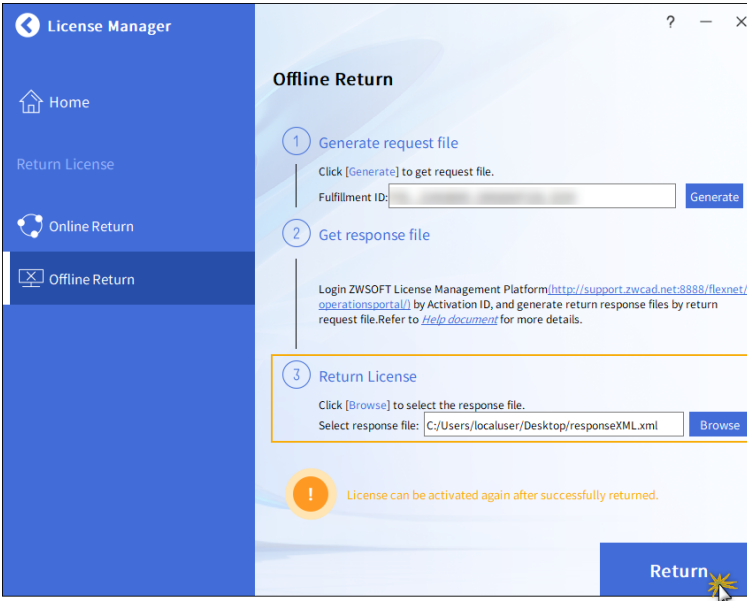 License Manager
?
Offline Return
Home
1
Generate request file
Click [Generate] to get request file.
Return License
Fulfillment ID:
Generate
Online Return
2
Get response file
Offline Return
Login ZWSOFT License Management Platform(http://support.zwcad.net:8888/flexnet/
operationsportal/) by Activation ID, and generate return response files by return
request file.Refer to Help document for more details.
3
Return License
Click [Browse] to select the response file.
Select response file: C:/Users/localuser/Desktop/responseXML.xml
Browse
!
License can be activated again after successfully returned.
Return